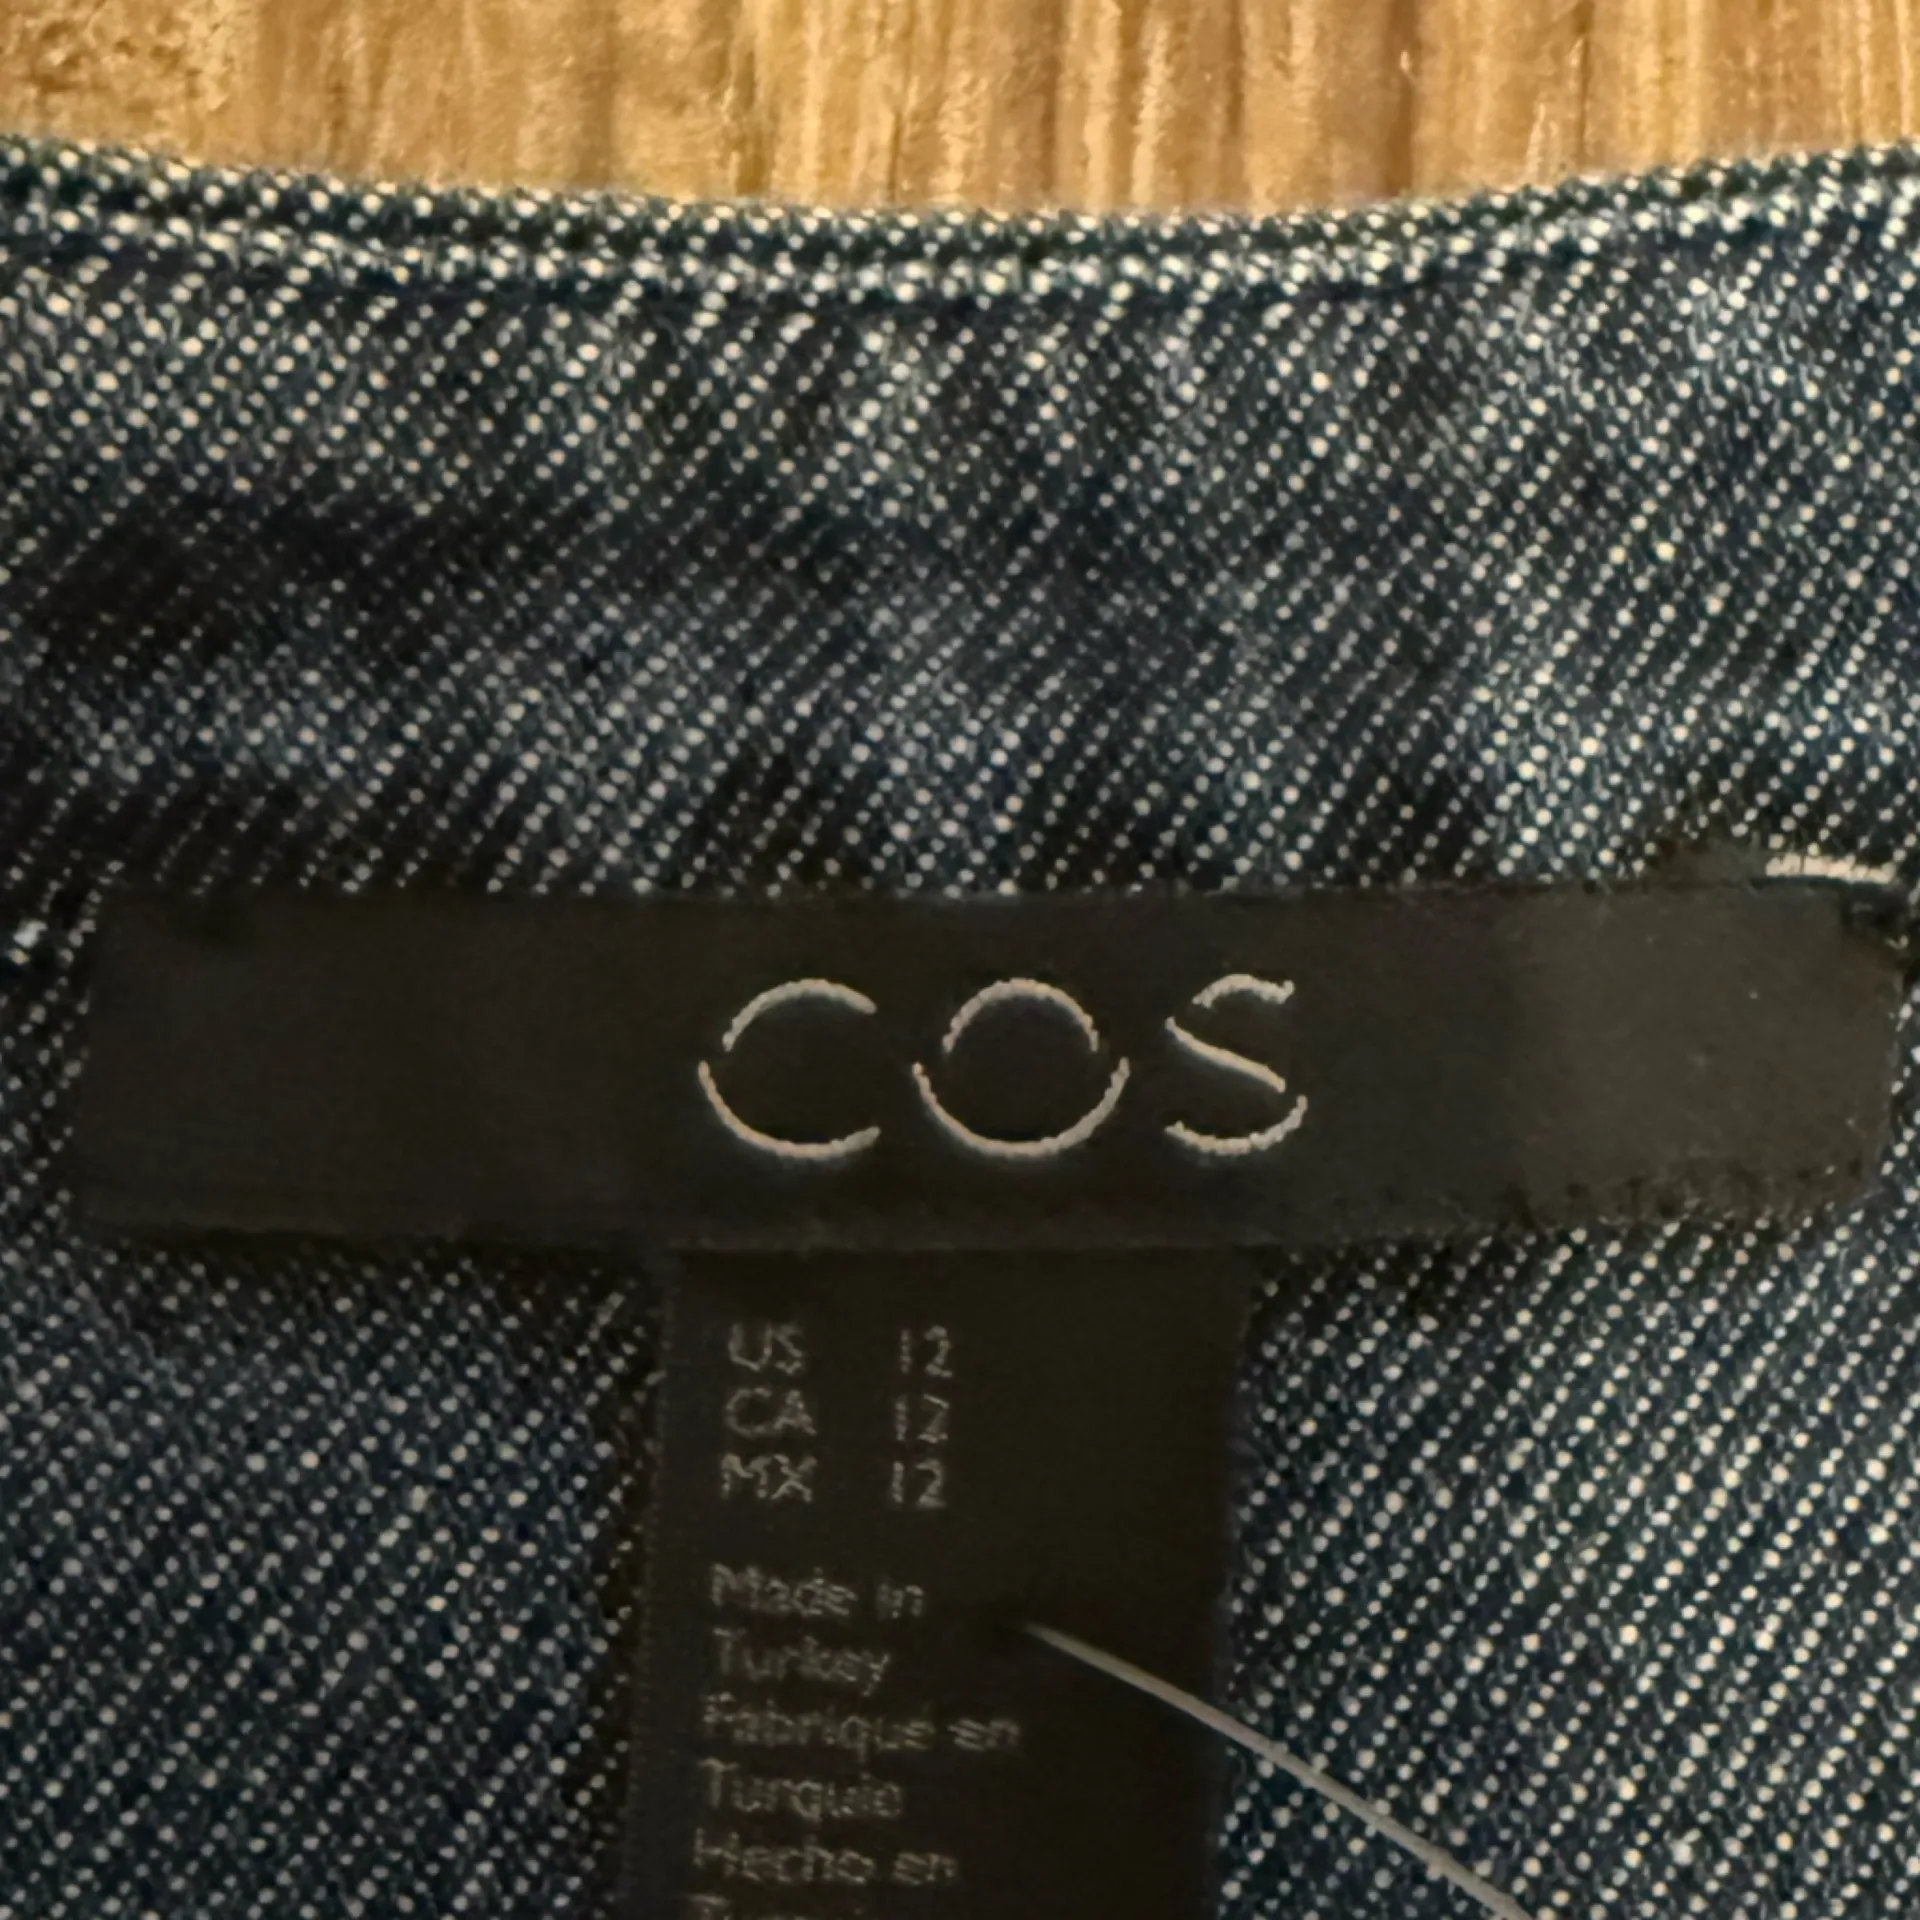 COS
US 12
CA 12
MX 12
Made in
Turkey
Fabriqué en
Turquie
Hecho en